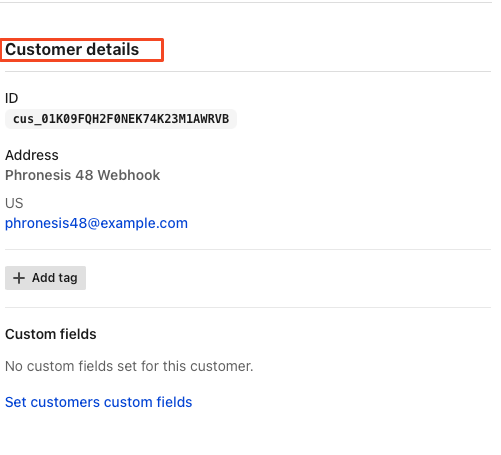 Customer details
ID
cus_01K09FQH2F0NEK74K23M1AWRVB
Address
Phronesis 48 Webhook
US
phronesis48@example.com
+ Add tag
Custom fields
No custom fields set for this customer.
Set customers custom fields